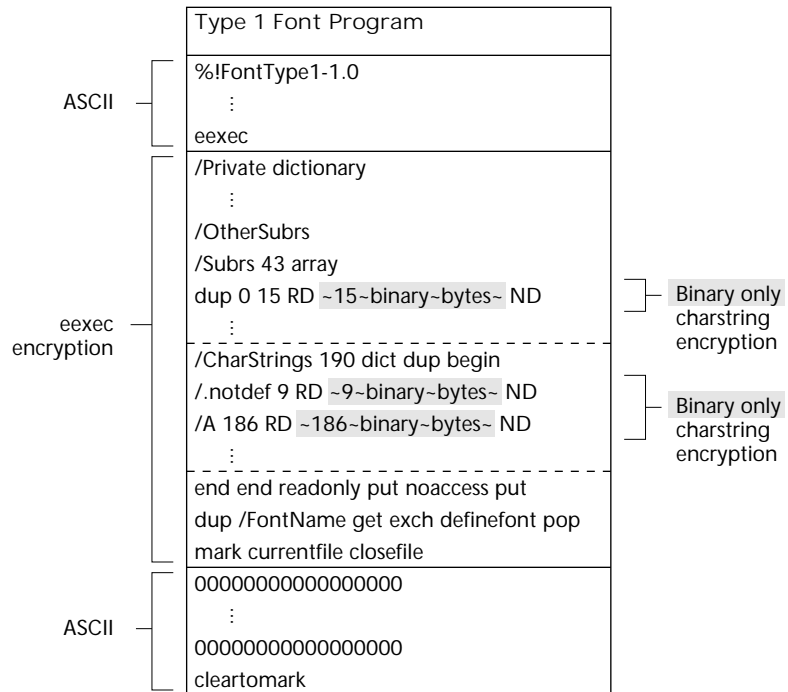 Type 1 Font Program
%!FontType1-1.0
⋮
eexec
ASCII
/Private dictionary
⋮
/OtherSubrs
/Subrs 43 array
dup 0 15 RD ~15~binary~bytes~ ND
⋮
/CharStrings 190 dict dup begin
/.notdef 9 RD ~9~binary~bytes~ ND
/A 186 RD ~186~binary~bytes~ ND
⋮
end end readonly put noaccess put
dup /FontName get exch definefont pop
mark currentfile closefile
eexec
encryption
Binary only
charstring
encryption
Binary only
charstring
encryption
00000000000000000
⋮
00000000000000000
cleartomark
ASCII